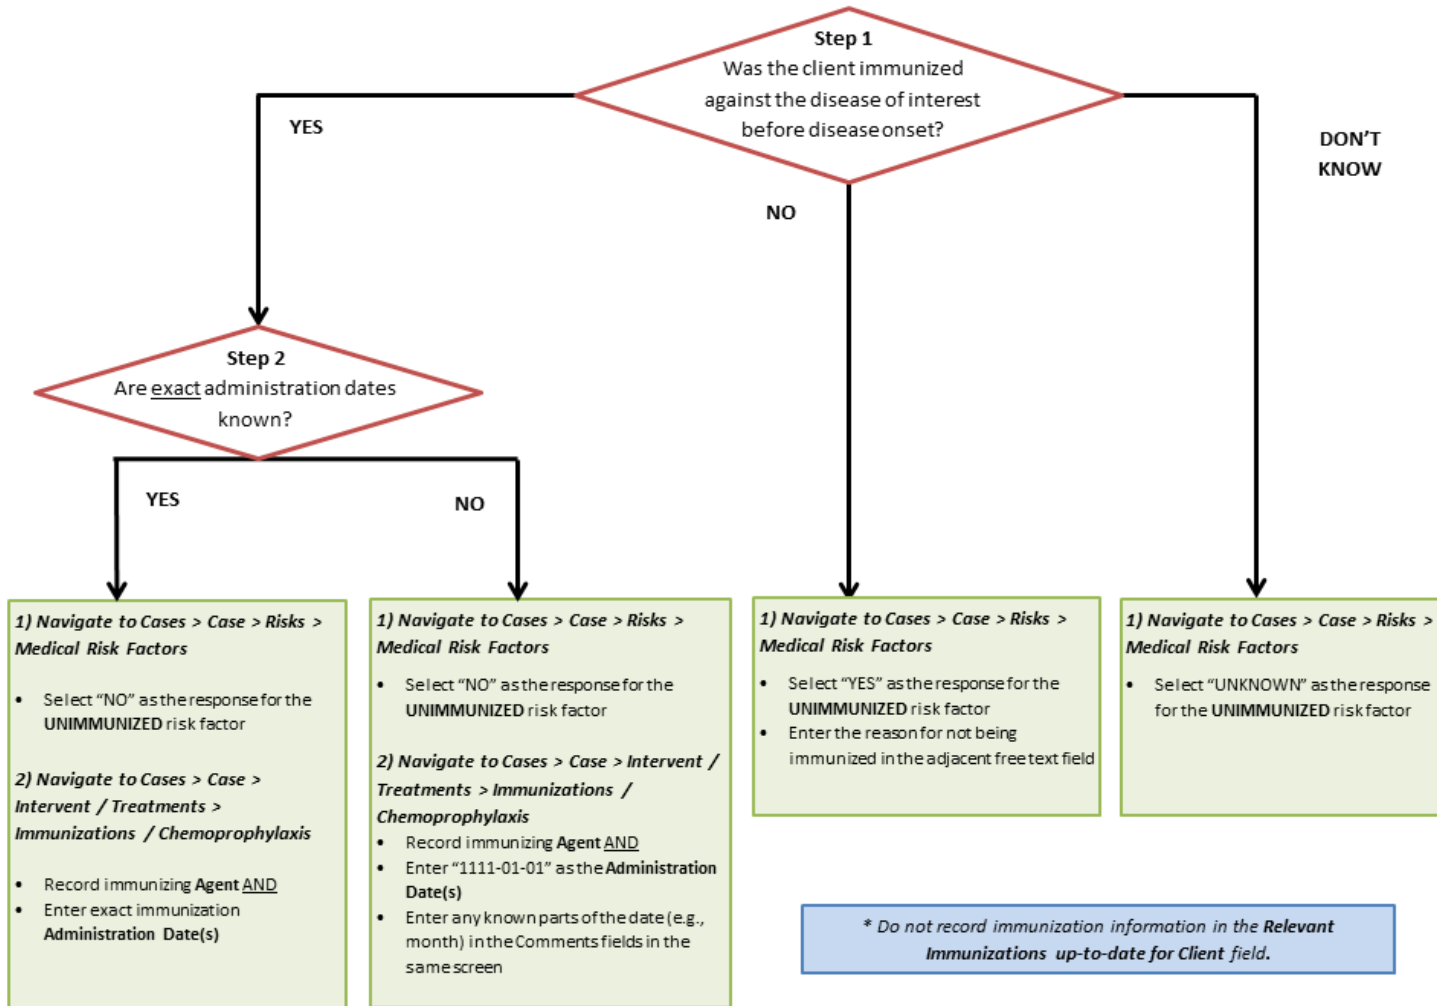 Step 1
Was the client immunized
against the disease of interest
before disease onset?
YES
NO
DON'T
KNOW
Step 2
Are exact administration dates
known?
YES
NO
1) Navigate to Cases > Case > Risks >
Medical Risk Factors
• Select “NO” as the response for the
UNIMMUNIZED risk factor
2) Navigate to Cases > Case >
Intervent / Treatments >
Immunizations / Chemoprophylaxis
• Record immunizing Agent AND
• Enter exact immunization
Administration Date(s)
1) Navigate to Cases > Case > Risks >
Medical Risk Factors
• Select “NO” as the response for the
UNIMMUNIZED risk factor
2) Navigate to Cases > Case > Intervent /
Treatments > Immunizations /
Chemoprophylaxis
• Record immunizing Agent AND
• Enter “1111-01-01” as the Administration
Date(s)
• Enter any known parts of the date (e.g.,
month) in the Comments fields in the
same screen
1) Navigate to Cases > Case > Risks >
Medical Risk Factors
• Select “YES” as the response for the
UNIMMUNIZED risk factor
• Enter the reason for not being
immunized in the adjacent free text field
1) Navigate to Cases > Case > Risks >
Medical Risk Factors
• Select “UNKNOWN” as the response
for the UNIMMUNIZED risk factor
* Do not record immunization information in the Relevant
Immunizations up-to-date for Client field.